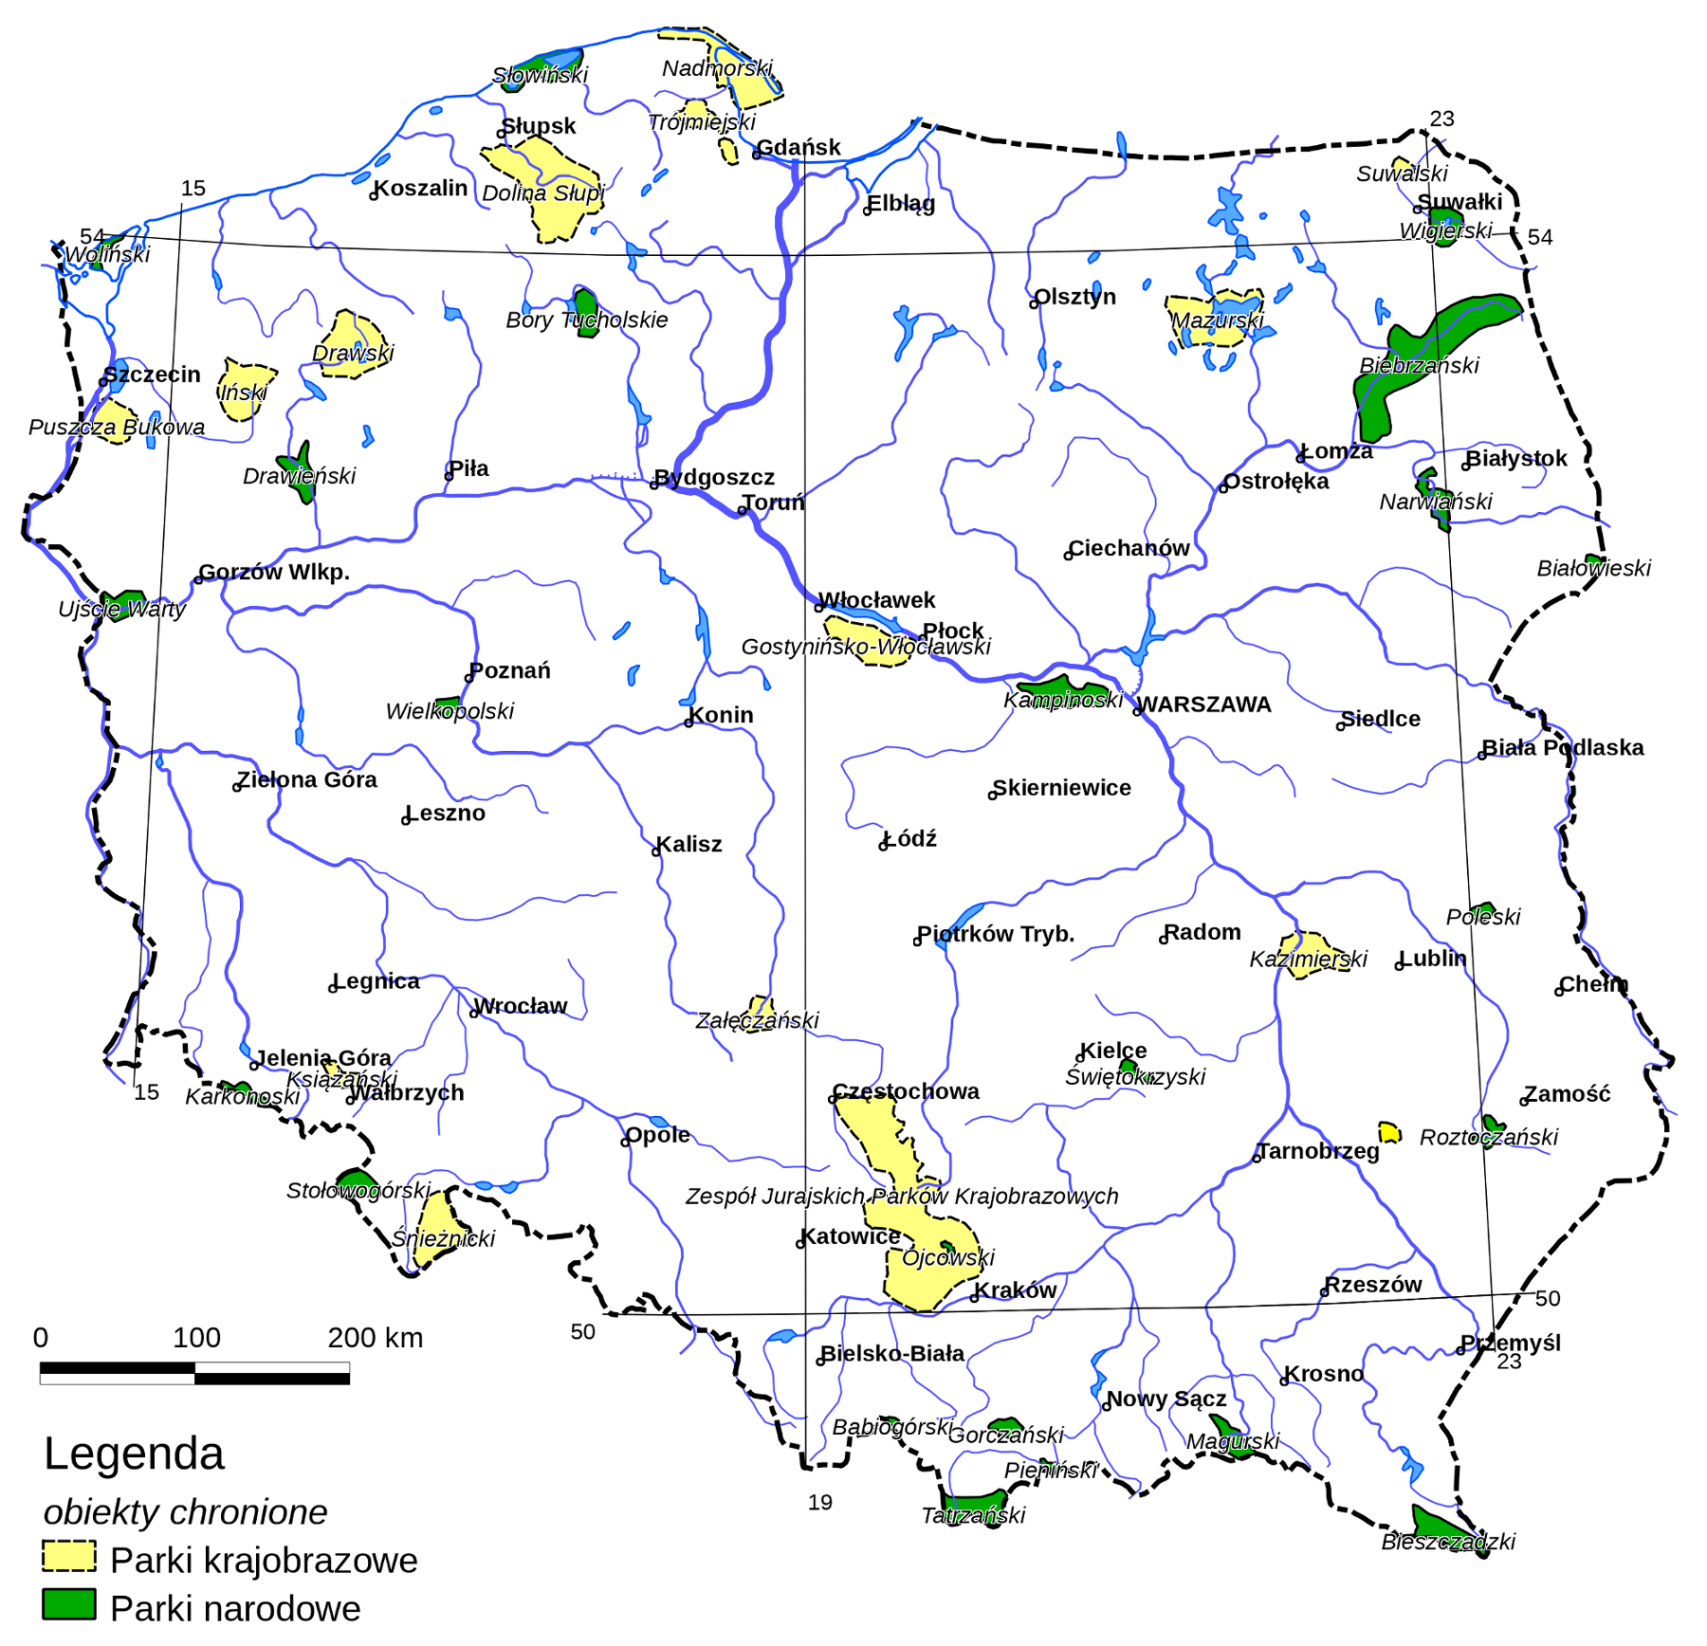 Słowiński
Nadmorski
Trójmiejski
Słupsk
Gdańsk
23
Suwalski
Koszalin
Dolina Słupi
15
Elbląg
Suwałki
Wigierski
54
Woliński
54
Olsztyn
Bory Tucholskie
Mazurski
Drawski
Biebrzański
Szczecin
Iński
Puszcza Bukowa
Łomża
Białystok
Drawieński
Piła
Bydgoszcz
Ostrołęka
Toruń
Narwiański
Ciechanów
Białowieski
Gorzów Wlkp.
Ujście Warty
Włocławek
Płock
Gostynińsko-Włocławski
Poznań
Wielkopolski
Konin
Kampinoski
WARSZAWA
Siedlce
Biała Podlaska
Zielona Góra
Skierniewice
Leszno
Łódź
Kalisz
Poleski
Piotrków Tryb.
Radom
Kazimierski
Lublin
Legnica
Chełm
Wrocław
Załęczański
Jelenia Góra
Kielce
Książański
Świętokrzyski
Karkonoski
Wałbrzych
15
Częstochowa
Zamość
Opole
Roztoczański
Tarnobrzeg
Stołowogórski
Zespół Jurajskich Parków Krajobrazowych
Śnieżnicki
Katowice
Ojcowski
Kraków
Rzeszów
50
50
0
100
200 km
Przemyśl
23
Bielsko-Biała
Krosno
Nowy Sącz
Babiogórski
Gorczański
Magurski
Pieniński
19
Tatrzański
Bieszczadzki
Legenda
obiekty chronione
Parki krajobrazowe
Parki narodowe